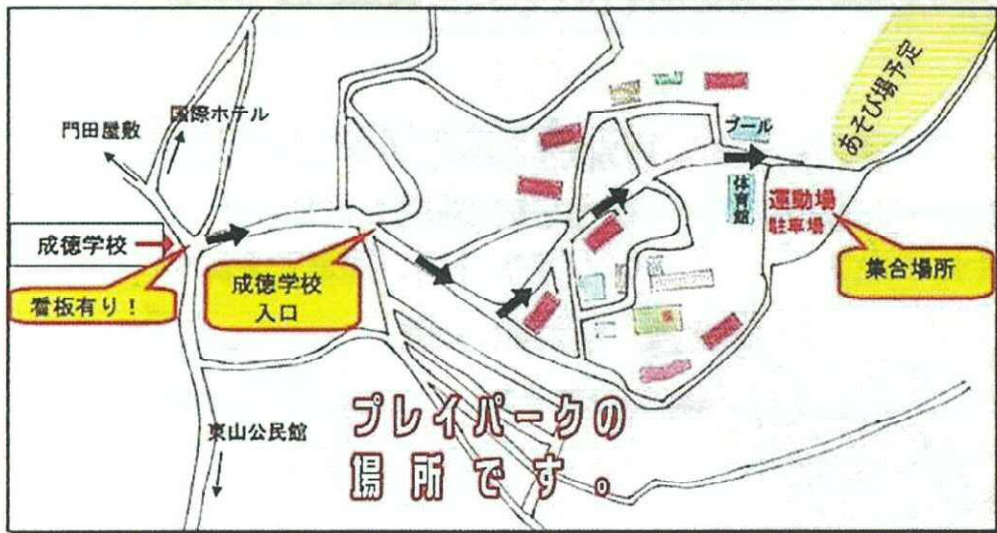 門田屋敷
国際ホテル
成徳学校
看板有り！
成徳学校
入口
プール
体育館
運動場
駐車場
あそび場予定
集合場所
東山公民館
プレイパークの
場所です。